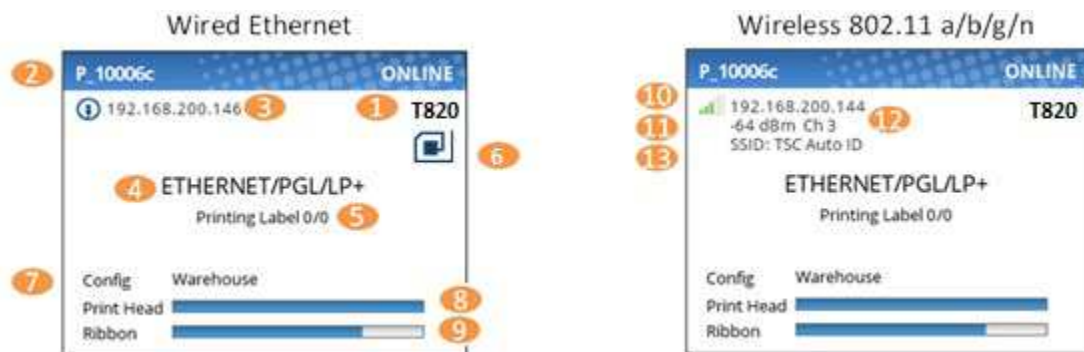 Wired Ethernet
2 P_10006c ONLINE
192.168.200.146 3 1 T820
6
4 ETHERNET/PGL/LP+
Printing Label 0/0 5
7 Config Warehouse
Print Head 8
Ribbon 9
Wireless 802.11 a/b/g/n
P_10006c ONLINE
10 192.168.200.144 T820
11 -64 dBm Ch 3 12
13 SSID: TSC Auto ID
ETHERNET/PGL/LP+
Printing Label 0/0
Config Warehouse
Print Head
Ribbon